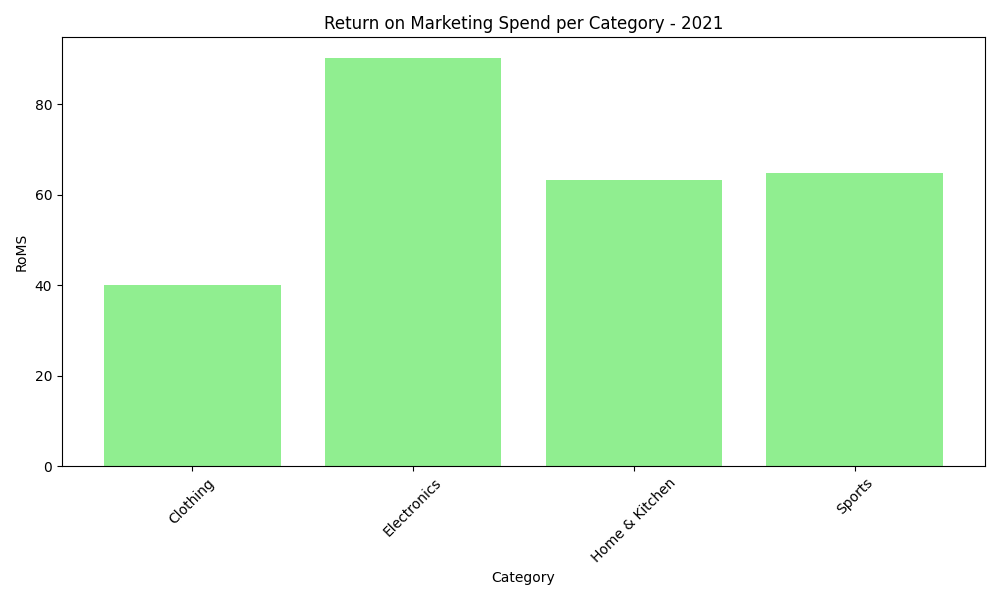 Return on Marketing Spend per Category - 2021
RoMS
80
60
40
20
0
Clothing
Electronics
Home & Kitchen
Sports
Category